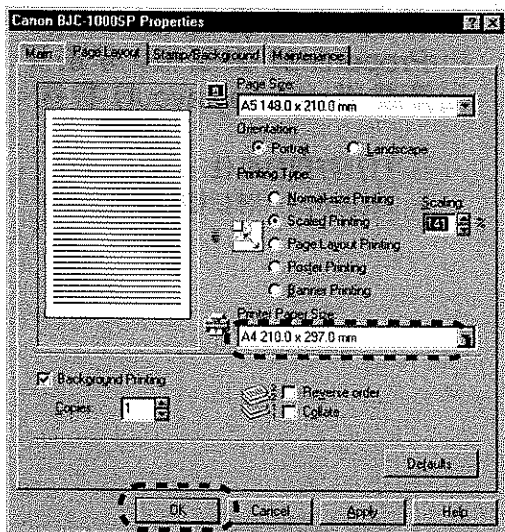 Canon BJC-1000SP Properties
Main Page Layout Stamp/Background Maintenance
Page Size:
A5 148.0 x 210.0 mm
Orientation:
Portrait Landscape
Printing Type:
Normal-size Printing
Scaling:
Scaled Printing
141 %
Page Layout Printing
Poster Printing
Banner Printing
Printer Paper Size:
A4 210.0 x 297.0 mm
Background Printing
Reverse order
Copies: 1
Collate
Defaults
OK Cancel Apply Help